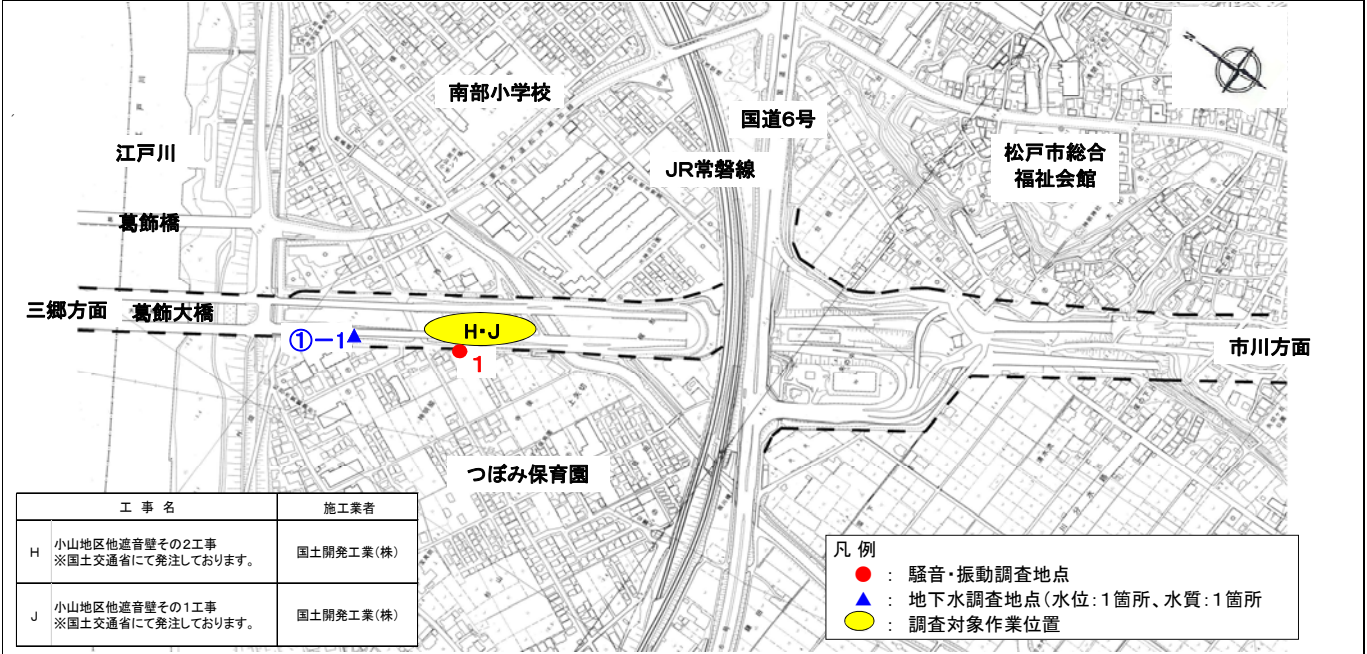 N
南部小学校
国道6号
江戸川
JR常磐線
松戸市総合
福祉会館
葛飾橋
三郷方面
葛飾大橋
H・J
①－1
1
市川方面
つぼみ保育園
工 事 名
施工業者
H
小山地区他遮音壁その2工事
※国土交通省にて発注しております。
国土開発工業(株)
J
小山地区他遮音壁その1工事
※国土交通省にて発注しております。
国土開発工業(株)
凡 例
： 騒音・振動調査地点
： 地下水調査地点(水位:1箇所、水質:1箇所
： 調査対象作業位置